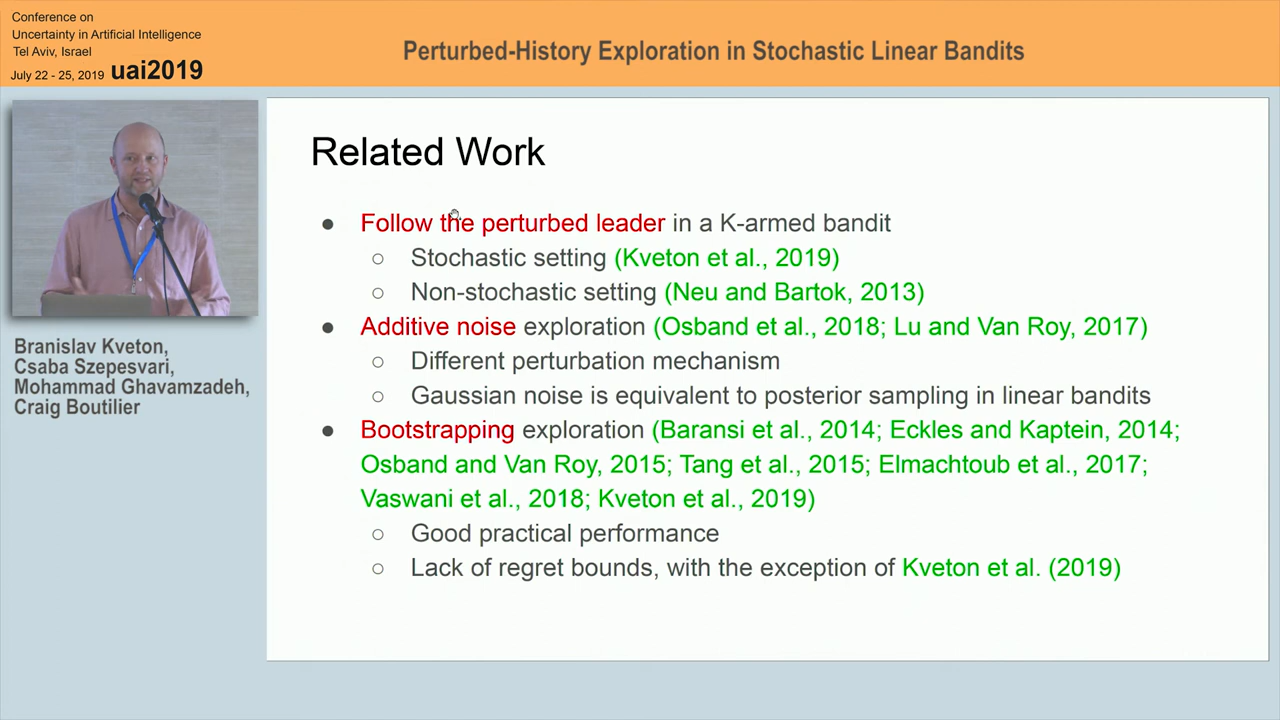 Conference on
Uncertainty in Artificial Intelligence
Tel Aviv, Israel
July 22 - 25, 2019 uai2019
Perturbed-History Exploration in Stochastic Linear Bandits
Branislav Kveton,
Csaba Szepesvari,
Mohammad Ghavamzadeh,
Craig Boutilier
Related Work
● Follow the perturbed leader in a K-armed bandit
○ Stochastic setting (Kveton et al., 2019)
○ Non-stochastic setting (Neu and Bartok, 2013)
● Additive noise exploration (Osband et al., 2018; Lu and Van Roy, 2017)
○ Different perturbation mechanism
○ Gaussian noise is equivalent to posterior sampling in linear bandits
● Bootstrapping exploration (Baransi et al., 2014; Eckles and Kaptein, 2014;
Osband and Van Roy, 2015; Tang et al., 2015; Elmachtoub et al., 2017;
Vaswani et al., 2018; Kveton et al., 2019)
○ Good practical performance
○ Lack of regret bounds, with the exception of Kveton et al. (2019)